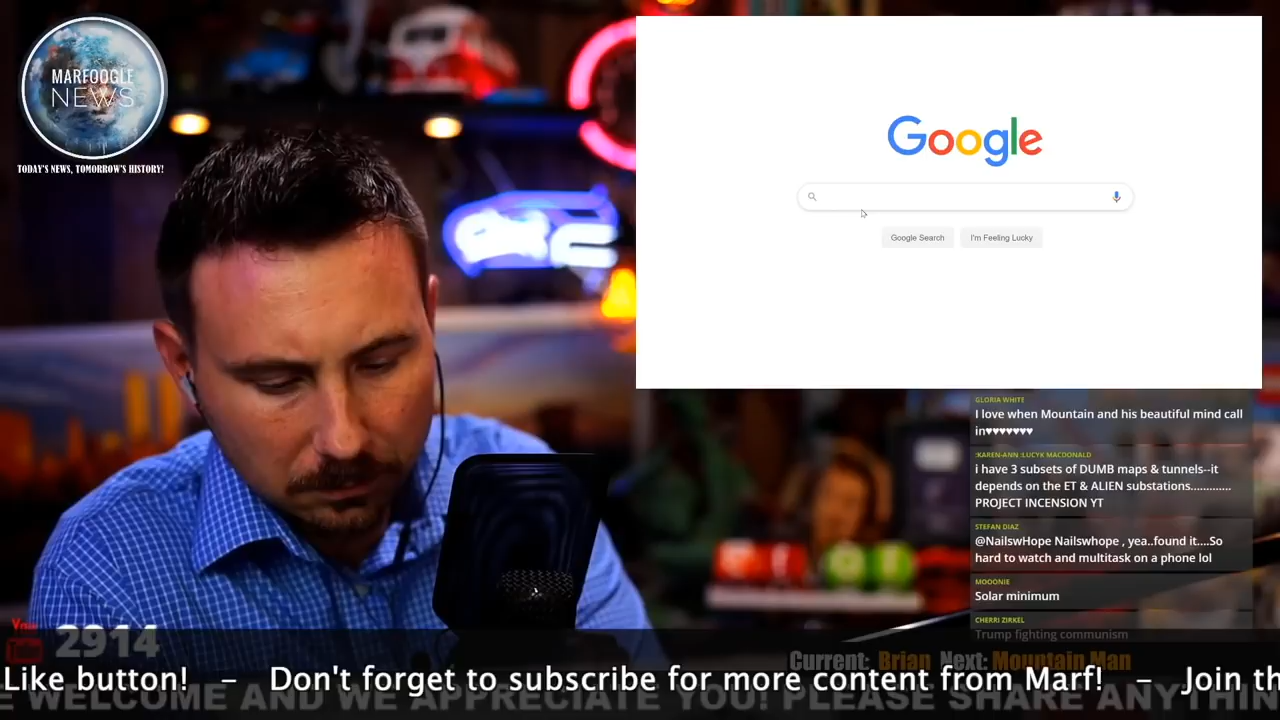 MARFOOGLE
NEWS
TODAY'S NEWS, TOMORROW'S HISTORY!
Google
Google Search
I'm Feeling Lucky
GLORIA WHITE
I love when Mountain and his beautiful mind call
in♥♥♥♥♥♥♥
:KAREN-ANN :LUCYK MACDONALD
i have 3 subsets of DUMB maps & tunnels--it
depends on the ET & ALIEN substations.............
PROJECT INCENSION YT
STEFAN DIAZ
@NailswHope Nailswhope , yea..found it....So
hard to watch and multitask on a phone lol
MOOONIE
Solar minimum
CHERRI ZIRKEL
Trump fighting communism
You
Tube
2914
Current: Brian Next: Mountain Man
Like button! – Don't forget to subscribe for more content from Marf! – Join th
E WELCOME AND WE APPRECIATE YOU! PLEASE SHARE ANYTHIN